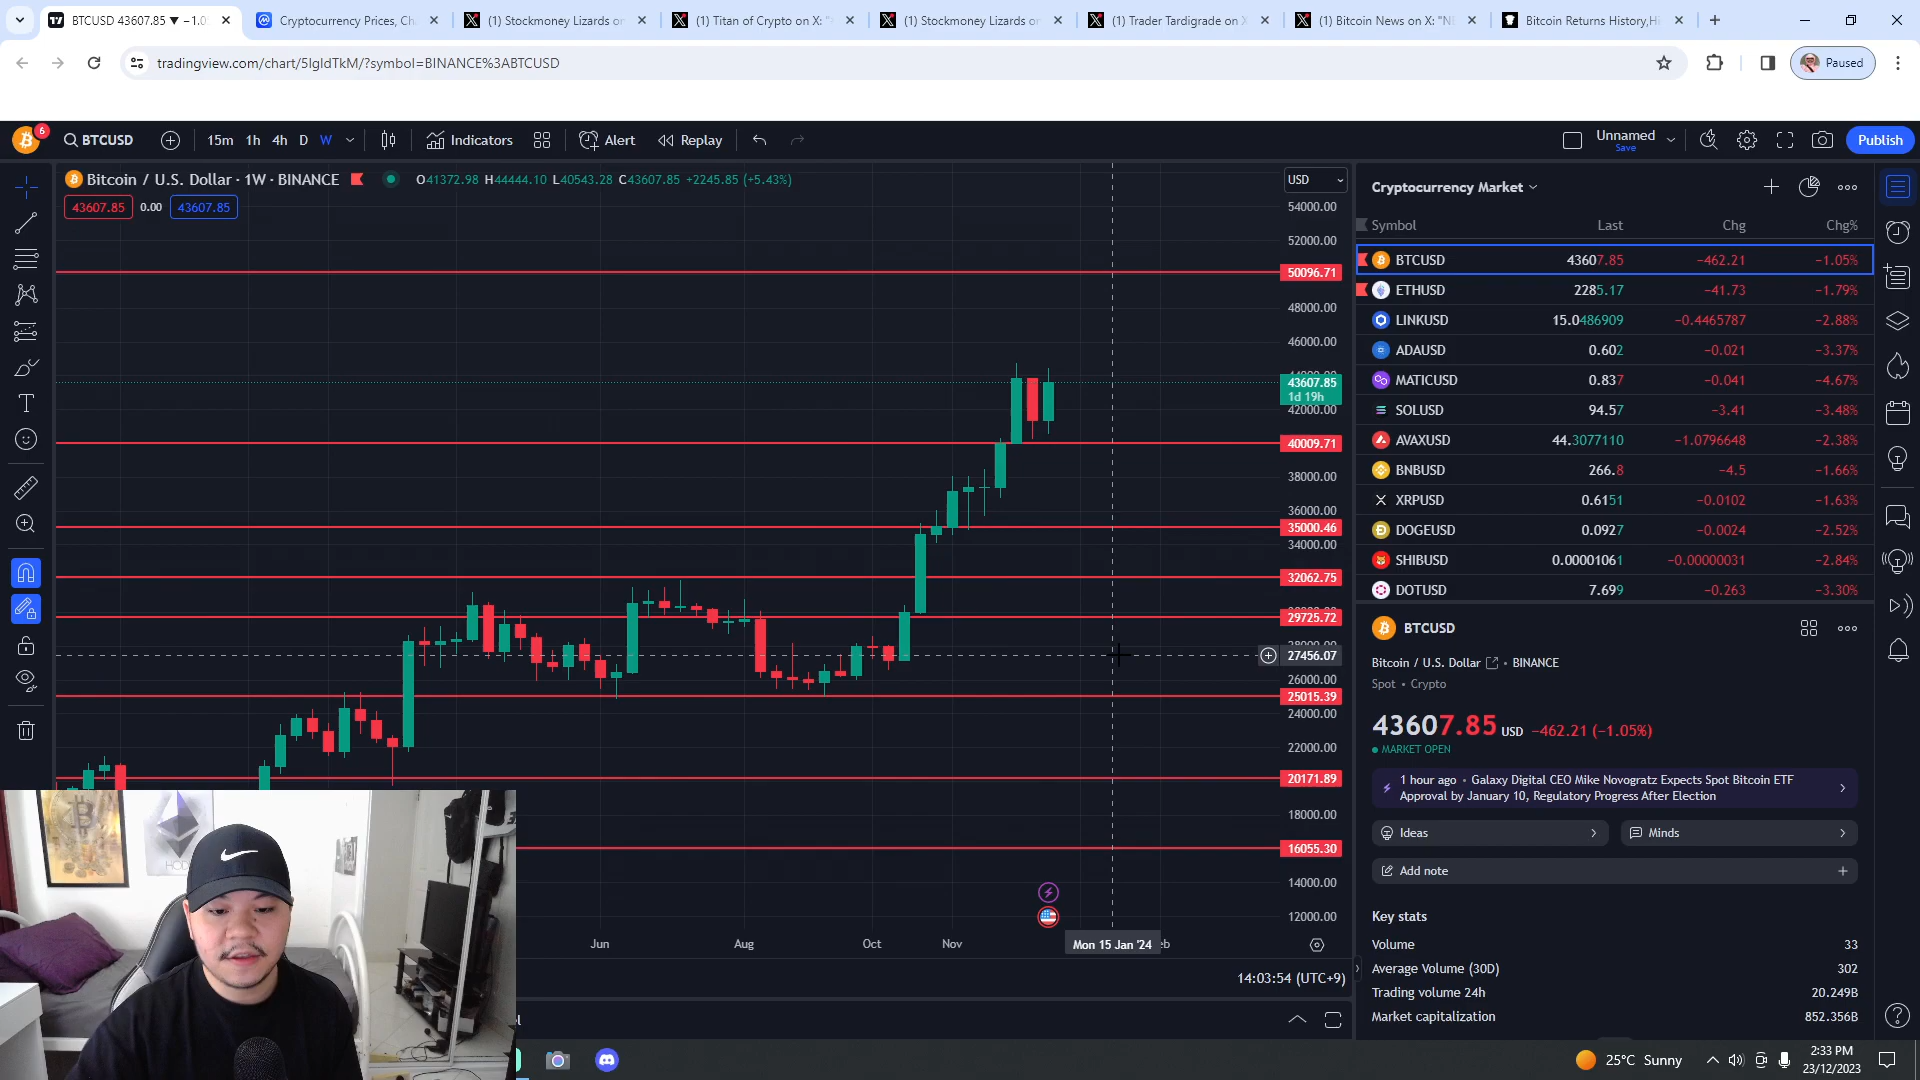 BTCUSD 43607.85 ▼ −1.0
Cryptocurrency Prices, Ch
(1) Stockmoney Lizards on
(1) Titan of Crypto on X: "
(1) Stockmoney Lizards on
(1) Trader Tardigrade on X
(1) Bitcoin News on X: "N
Bitcoin Returns History,Hi
tradingview.com/chart/5IgIdTkM/?symbol=BINANCE%3ABTCUSD
Paused
6
BTCUSD
15m 1h 4h D W
Indicators
Alert
Replay
Unnamed
Save
Publish
Bitcoin / U.S. Dollar · 1W · BINANCE
O41372.98 H44444.10 L40543.28 C43607.85 +2245.85 (+5.43%)
43607.85 0.00 43607.85
USD
54000.00
52000.00
50096.71
48000.00
46000.00
43607.85
1d 19h
42000.00
40009.71
38000.00
36000.00
35000.46
34000.00
32062.75
29725.72
28000.00
27456.07
26000.00
25015.39
24000.00
22000.00
20171.89
18000.00
16055.30
14000.00
12000.00
Jun
Aug
Oct
Nov
Mon 15 Jan '24
14:03:54 (UTC+9)
Cryptocurrency Market
Symbol Last Chg Chg%
BTCUSD 43607.85 −462.21 −1.05%
ETHUSD 2285.17 −41.73 −1.79%
LINKUSD 15.0486909 −0.4465787 −2.88%
ADAUSD 0.602 −0.021 −3.37%
MATICUSD 0.837 −0.041 −4.67%
SOLUSD 94.57 −3.41 −3.48%
AVAXUSD 44.3077110 −1.0796648 −2.38%
BNBUSD 266.8 −4.5 −1.66%
XRPUSD 0.6151 −0.0102 −1.63%
DOGEUSD 0.0927 −0.0024 −2.52%
SHIBUSD 0.00001061 −0.00000031 −2.84%
DOTUSD 7.699 −0.263 −3.30%
BTCUSD
Bitcoin / U.S. Dollar • BINANCE
Spot • Crypto
43607.85 USD −462.21 (−1.05%)
MARKET OPEN
1 hour ago • Galaxy Digital CEO Mike Novogratz Expects Spot Bitcoin ETF
Approval by January 10, Regulatory Progress After Election
Ideas
Minds
Add note
Key stats
Volume 33
Average Volume (30D) 302
Trading volume 24h 20.249B
Market capitalization 852.356B
25°C Sunny
2:33 PM
23/12/2023